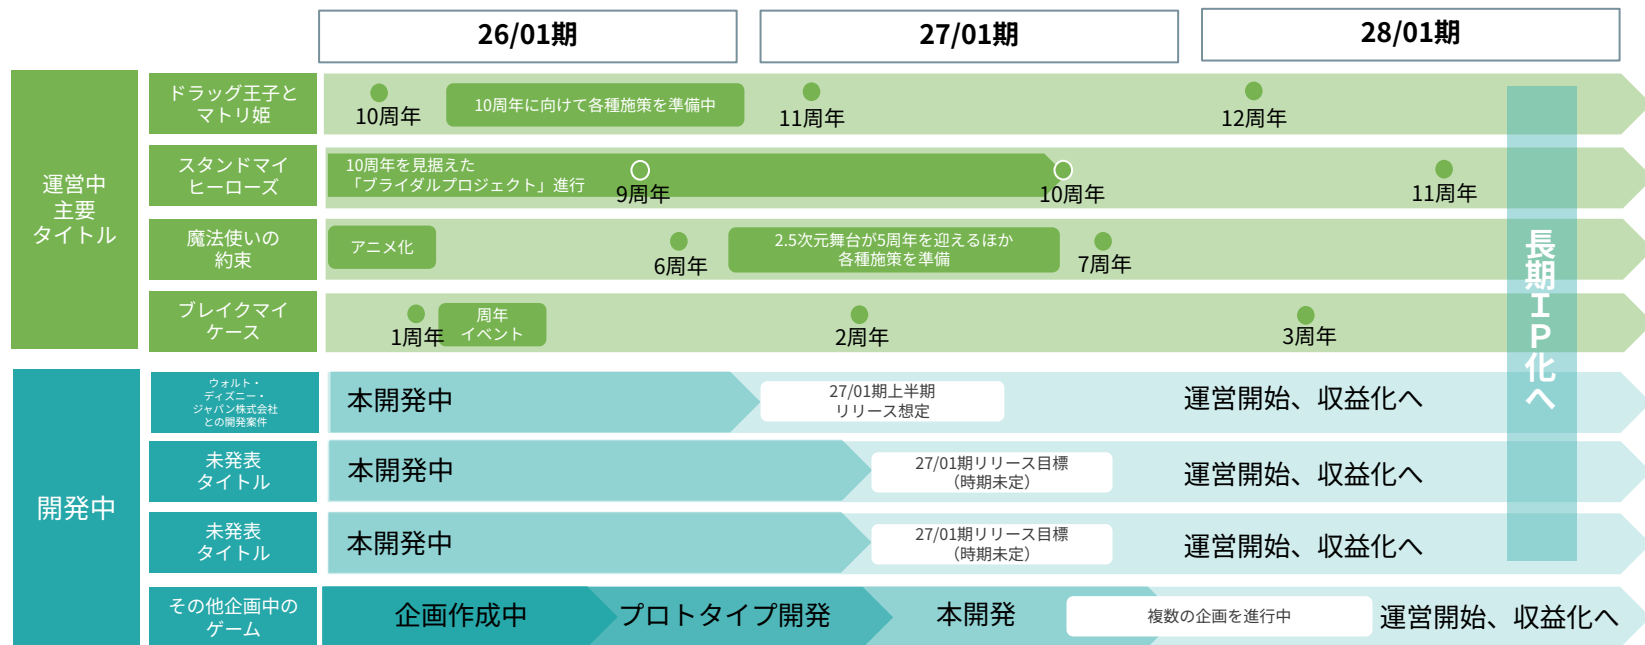 26/01期
27/01期
28/01期
運営中
主要
タイトル
ドラッグ王子と
マトリ姫
10周年
10周年に向けて各種施策を準備中
11周年
12周年
スタンドマイ
ヒーローズ
10周年を見据えた
「ブライダルプロジェクト」進行
9周年
10周年
11周年
魔法使いの
約束
アニメ化
6周年
2.5次元舞台が5周年を迎えるほか
各種施策を準備
7周年
ブレイクマイ
ケース
1周年
周年
イベント
2周年
3周年
長期IP化へ
開発中
ウォルト・
ディズニー・
ジャパン株式会社
との開発案件
本開発中
27/01期上半期
リリース想定
運営開始、収益化へ
未発表
タイトル
本開発中
27/01期リリース目標
（時期未定）
運営開始、収益化へ
未発表
タイトル
本開発中
27/01期リリース目標
（時期未定）
運営開始、収益化へ
その他企画中の
ゲーム
企画作成中
プロトタイプ開発
本開発
複数の企画を進行中
運営開始、収益化へ